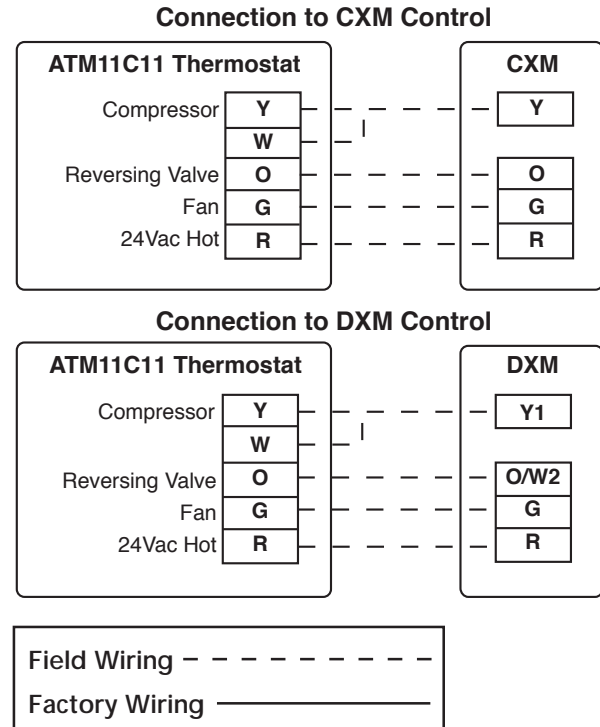 Connection to CXM Control
ATM11C11 Thermostat CXM
Compressor Y Y
W
Reversing Valve O O
Fan G G
24Vac Hot R R
Connection to DXM Control
ATM11C11 Thermostat DXM
Compressor Y Y1
W
Reversing Valve O O/W2
Fan G G
24Vac Hot R R
Field Wiring
Factory Wiring